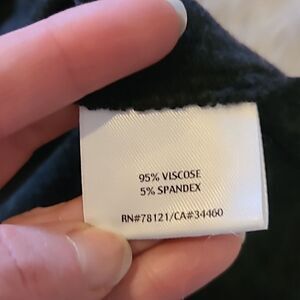 95% VISCOSE
5% SPANDEX
RN#78121/CA#34460